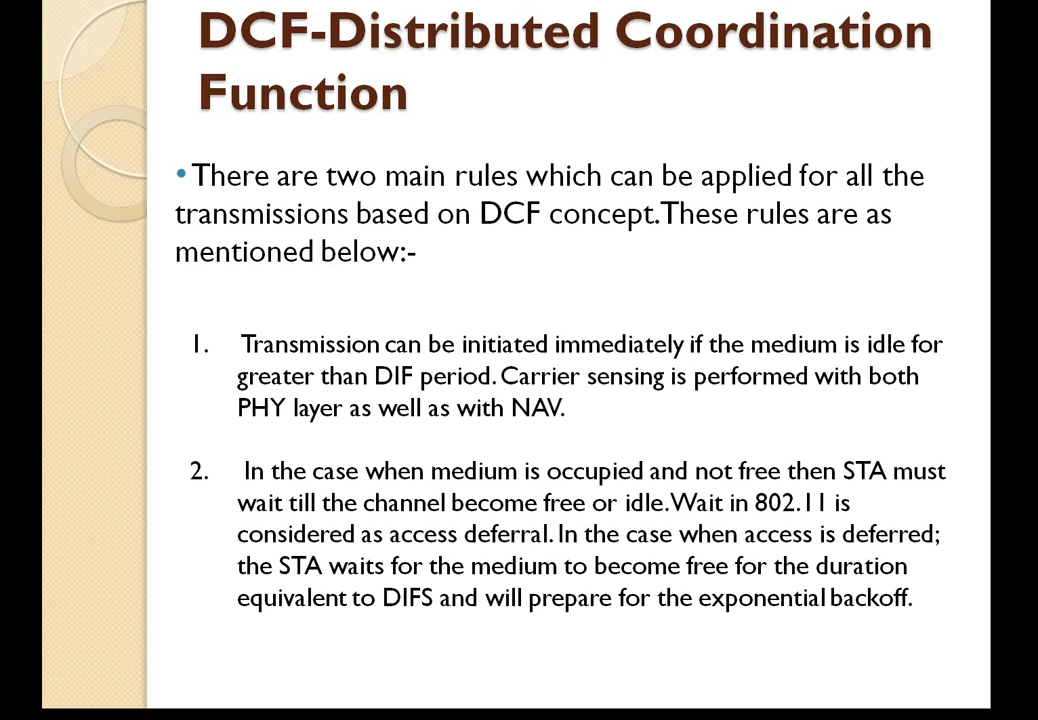 DCF-Distributed Coordination
Function
• There are two main rules which can be applied for all the
transmissions based on DCF concept. These rules are as
mentioned below:-
1. Transmission can be initiated immediately if the medium is idle for
greater than DIF period. Carrier sensing is performed with both
PHY layer as well as with NAV.
2. In the case when medium is occupied and not free then STA must
wait till the channel become free or idle. Wait in 802.11 is
considered as access deferral. In the case when access is deferred;
the STA waits for the medium to become free for the duration
equivalent to DIFS and will prepare for the exponential backoff.